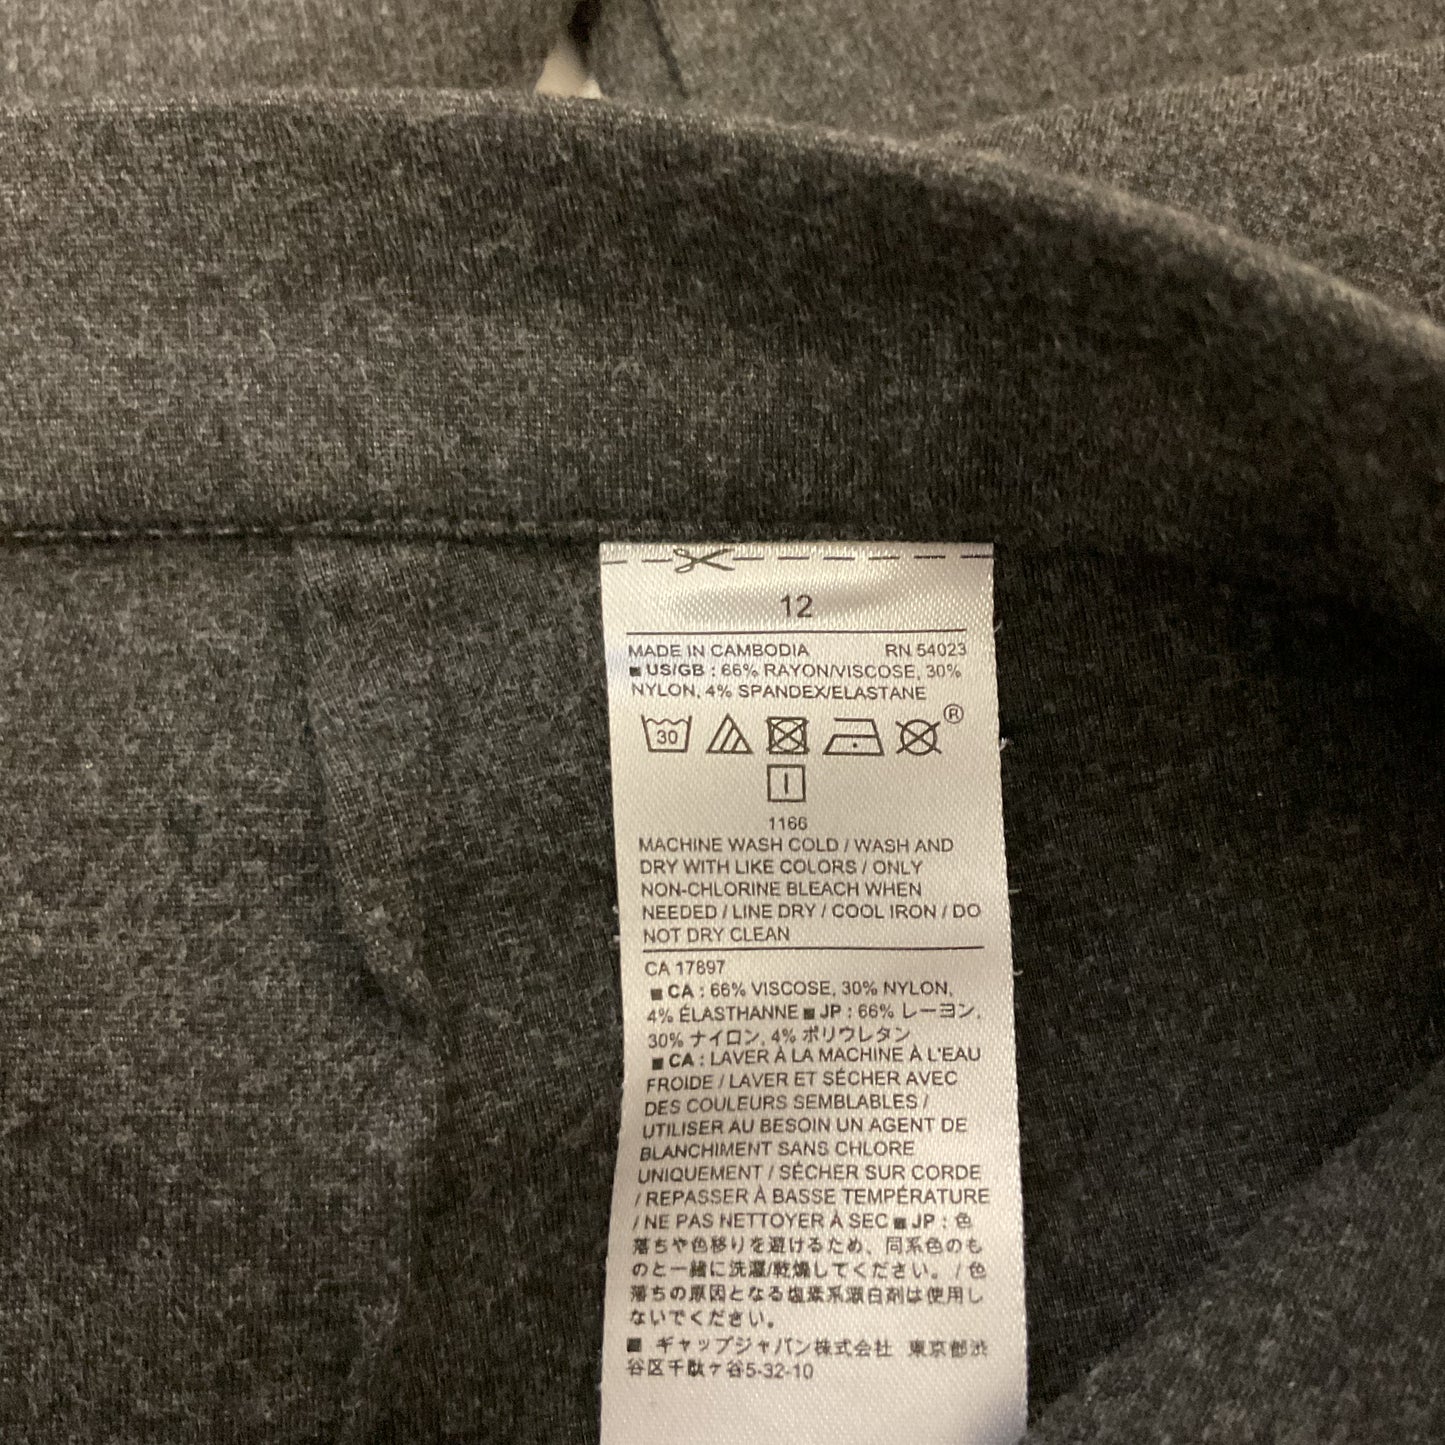 12
MADE IN CAMBODIA RN 54023
■ US/GB : 66% RAYON/VISCOSE, 30%
NYLON, 4% SPANDEX/ELASTANE
30 ®
1166
MACHINE WASH COLD / WASH AND
DRY WITH LIKE COLORS / ONLY
NON-CHLORINE BLEACH WHEN
NEEDED / LINE DRY / COOL IRON / DO
NOT DRY CLEAN
CA 17897
■ CA : 66% VISCOSE, 30% NYLON,
4% ÉLASTHANNE ■ JP : 66% レーヨン,
30% ナイロン, 4% ポリウレタン
■ CA : LAVER À LA MACHINE À L'EAU
FROIDE / LAVER ET SÉCHER AVEC
DES COULEURS SEMBLABLES /
UTILISER AU BESOIN UN AGENT DE
BLANCHIMENT SANS CHLORE
UNIQUEMENT / SÉCHER SUR CORDE
/ REPASSER À BASSE TEMPÉRATURE
/ NE PAS NETTOYER À SEC ■ JP : 色
落ちや色移りを避けるため、同系色のも
のと一緒に洗濯/乾燥してください。 / 色
落ちの原因となる塩素系漂白剤は使用し
ないでください。
■ ギャップジャパン株式会社 東京都渋
谷区千駄ヶ谷5-32-10